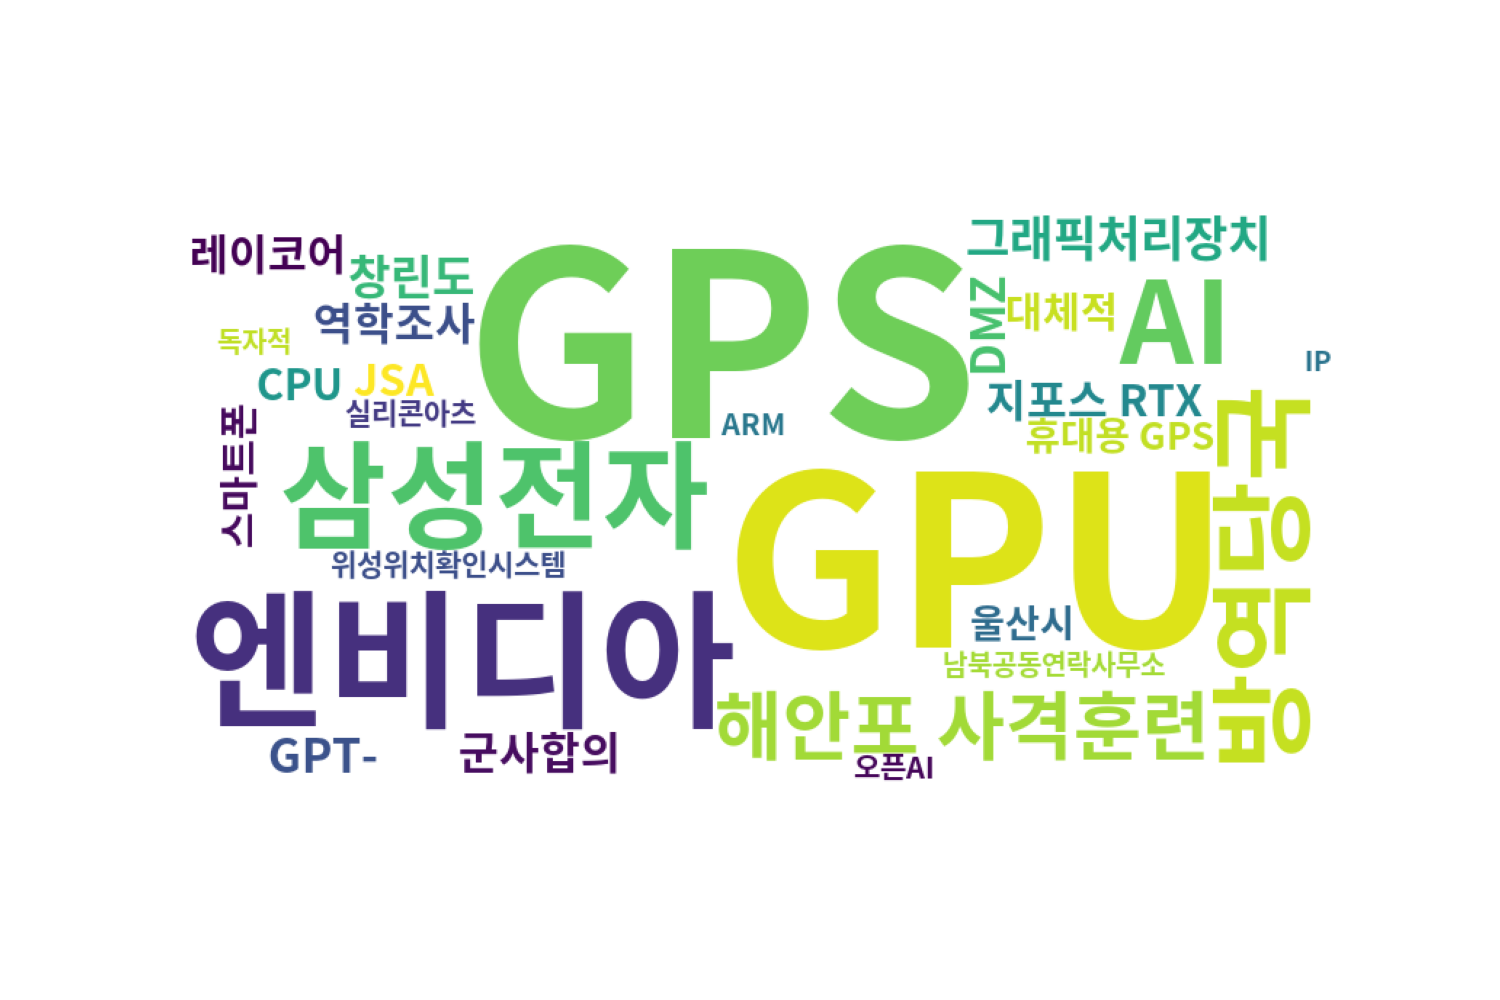 레이코어
창린도
역학조사
독자적
CPU
JSA
실리콘아츠
스마트폰
GPS
ARM
DMZ
그래픽처리장치
대체적
AI
IP
지포스 RTX
휴대용 GPS
삼성전자
위성위치확인시스템
GPU
방역당국
엔비디아
울산시
남북공동연락사무소
해안포 사격훈련
GPT-
군사합의
오픈AI